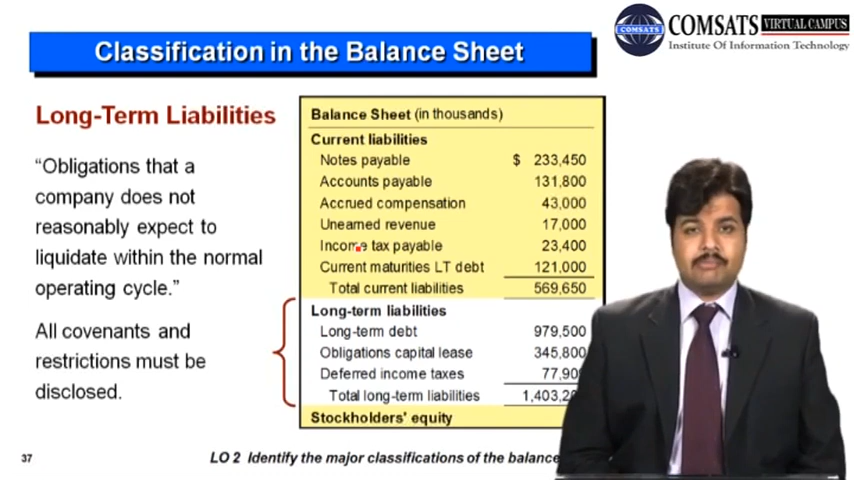 Classification in the Balance Sheet
COMSATS
COMSATS VIRTUAL CAMPUS
Institute Of Information Technology
Long-Term Liabilities
“Obligations that a
company does not
reasonably expect to
liquidate within the normal
operating cycle.”
All covenants and
restrictions must be
disclosed.
Balance Sheet (in thousands)
Current liabilities
Notes payable $ 233,450
Accounts payable 131,800
Accrued compensation 43,000
Unearned revenue 17,000
Income tax payable 23,400
Current maturities LT debt 121,000
Total current liabilities 569,650
Long-term liabilities
Long-term debt 979,500
Obligations capital lease 345,800
Deferred income taxes
Total long-term liabilities
Stockholders' equity
37
LO 2 Identify the major classifications of the balance